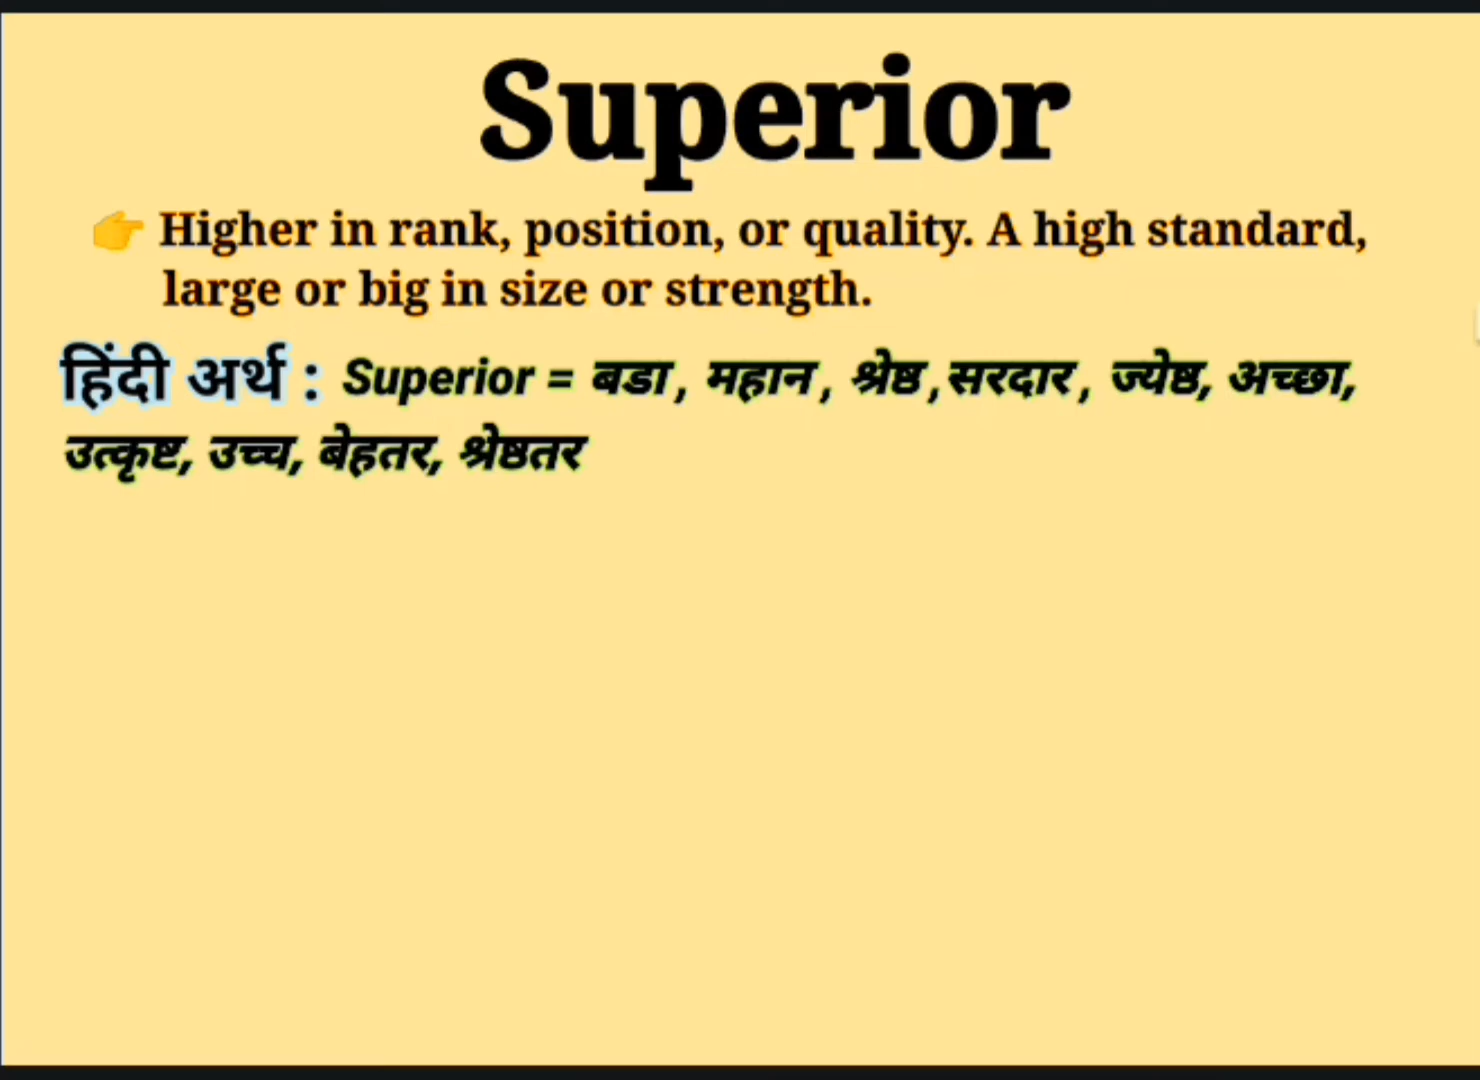 Superior
👉 Higher in rank, position, or quality. A high standard,
large or big in size or strength.
हिंदी अर्थ : Superior = बडा, महान, श्रेष्ठ,सरदार, ज्येष्ठ, अच्छा,
उत्कृष्ट, उच्च, बेहतर, श्रेष्ठतर